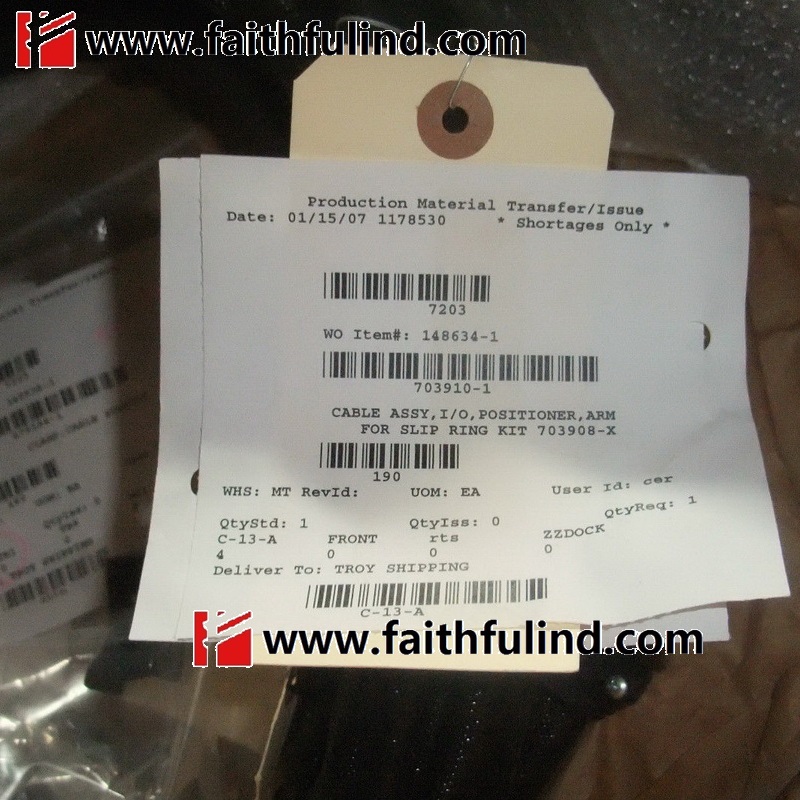 www.faithfulind.com
Production Material Transfer/Issue
Date: 01/15/07 1178530 * Shortages Only *
7203
WO Item#: 148634-1
703910-1
CABLE ASSY,I/O,POSITIONER,ARM
FOR SLIP RING KIT 703908-X
190
WHS: MT RevId: UOM: EA User Id: cer
QtyStd: 1 QtyIss: 0 QtyReq: 1
C-13-A FRONT rts ZZDOCK
4 0 0 0
Deliver To: TROY SHIPPING
C-13-A
www.faithfulind.com